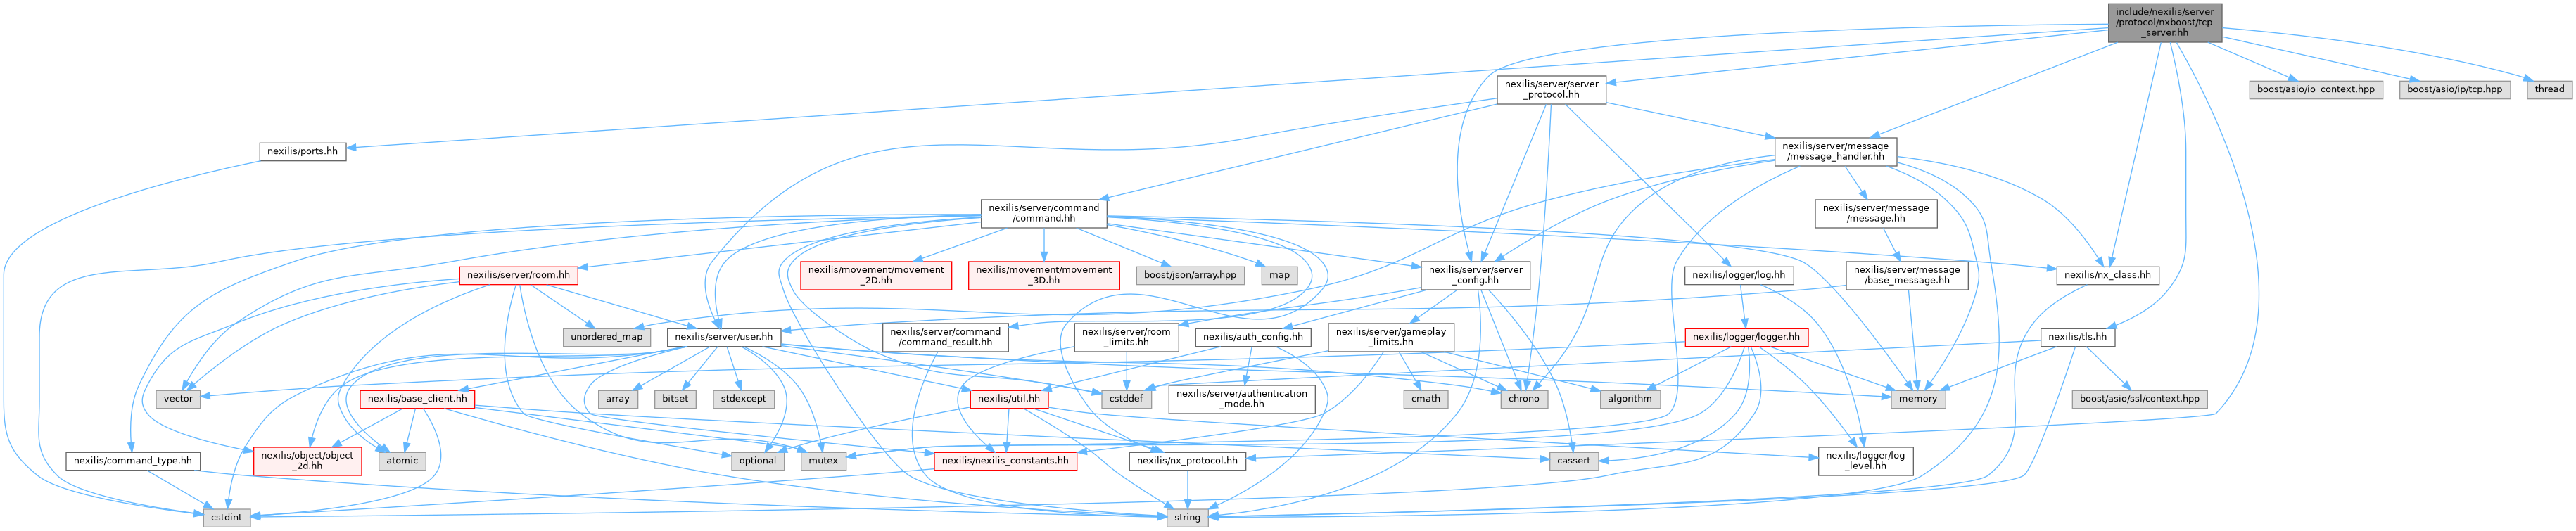 include/nexilis/server
/protocol/nxboost/tcp
_server.hh
nexilis/server/server
_protocol.hh
boost/asio/io_context.hpp
boost/asio/ip/tcp.hpp
thread
nexilis/ports.hh
nexilis/server/message
/message_handler.hh
nexilis/server/command
/command.hh
nexilis/server/message
/message.hh
nexilis/server/room.hh
nexilis/movement/movement
_2D.hh
nexilis/movement/movement
_3D.hh
boost/json/array.hpp
map
nexilis/server/server
_config.hh
nexilis/logger/log.hh
nexilis/server/message
/base_message.hh
nexilis/nx_class.hh
unordered_map
nexilis/server/user.hh
nexilis/server/command
/command_result.hh
nexilis/server/room
_limits.hh
nexilis/auth_config.hh
nexilis/server/gameplay
_limits.hh
nexilis/logger/logger.hh
nexilis/tls.hh
vector
nexilis/base_client.hh
array
bitset
stdexcept
nexilis/util.hh
cstddef
nexilis/server/authentication
_mode.hh
cmath
chrono
algorithm
memory
boost/asio/ssl/context.hpp
nexilis/command_type.hh
nexilis/object/object
_2d.hh
atomic
optional
mutex
nexilis/nexilis_constants.hh
nexilis/nx_protocol.hh
cassert
nexilis/logger/log
_level.hh
cstdint
string